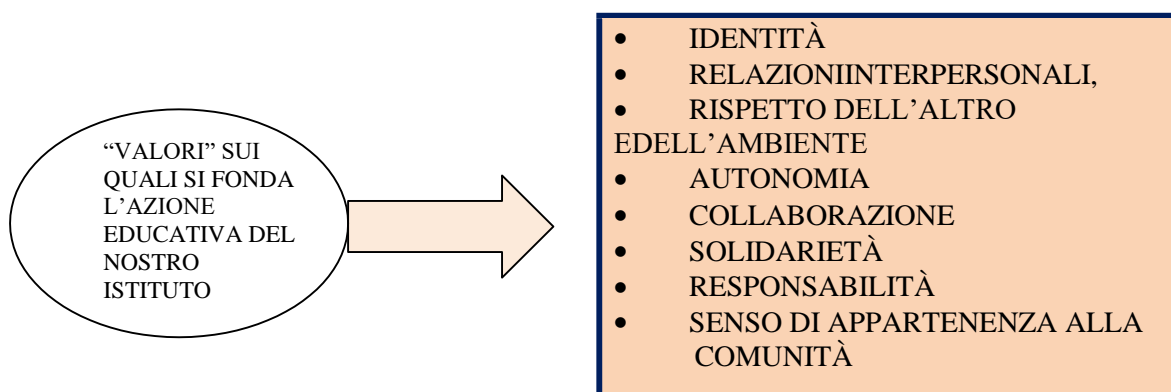 “VALORI” SUI
QUALI SI FONDA
L’AZIONE
EDUCATIVA DEL
NOSTRO
ISTITUTO
• IDENTITÀ
• RELAZIONIINTERPERSONALI,
• RISPETTO DELL’ALTRO
EDELL’AMBIENTE
• AUTONOMIA
• COLLABORAZIONE
• SOLIDARIETÀ
• RESPONSABILITÀ
• SENSO DI APPARTENENZA ALLA
COMUNITÀ